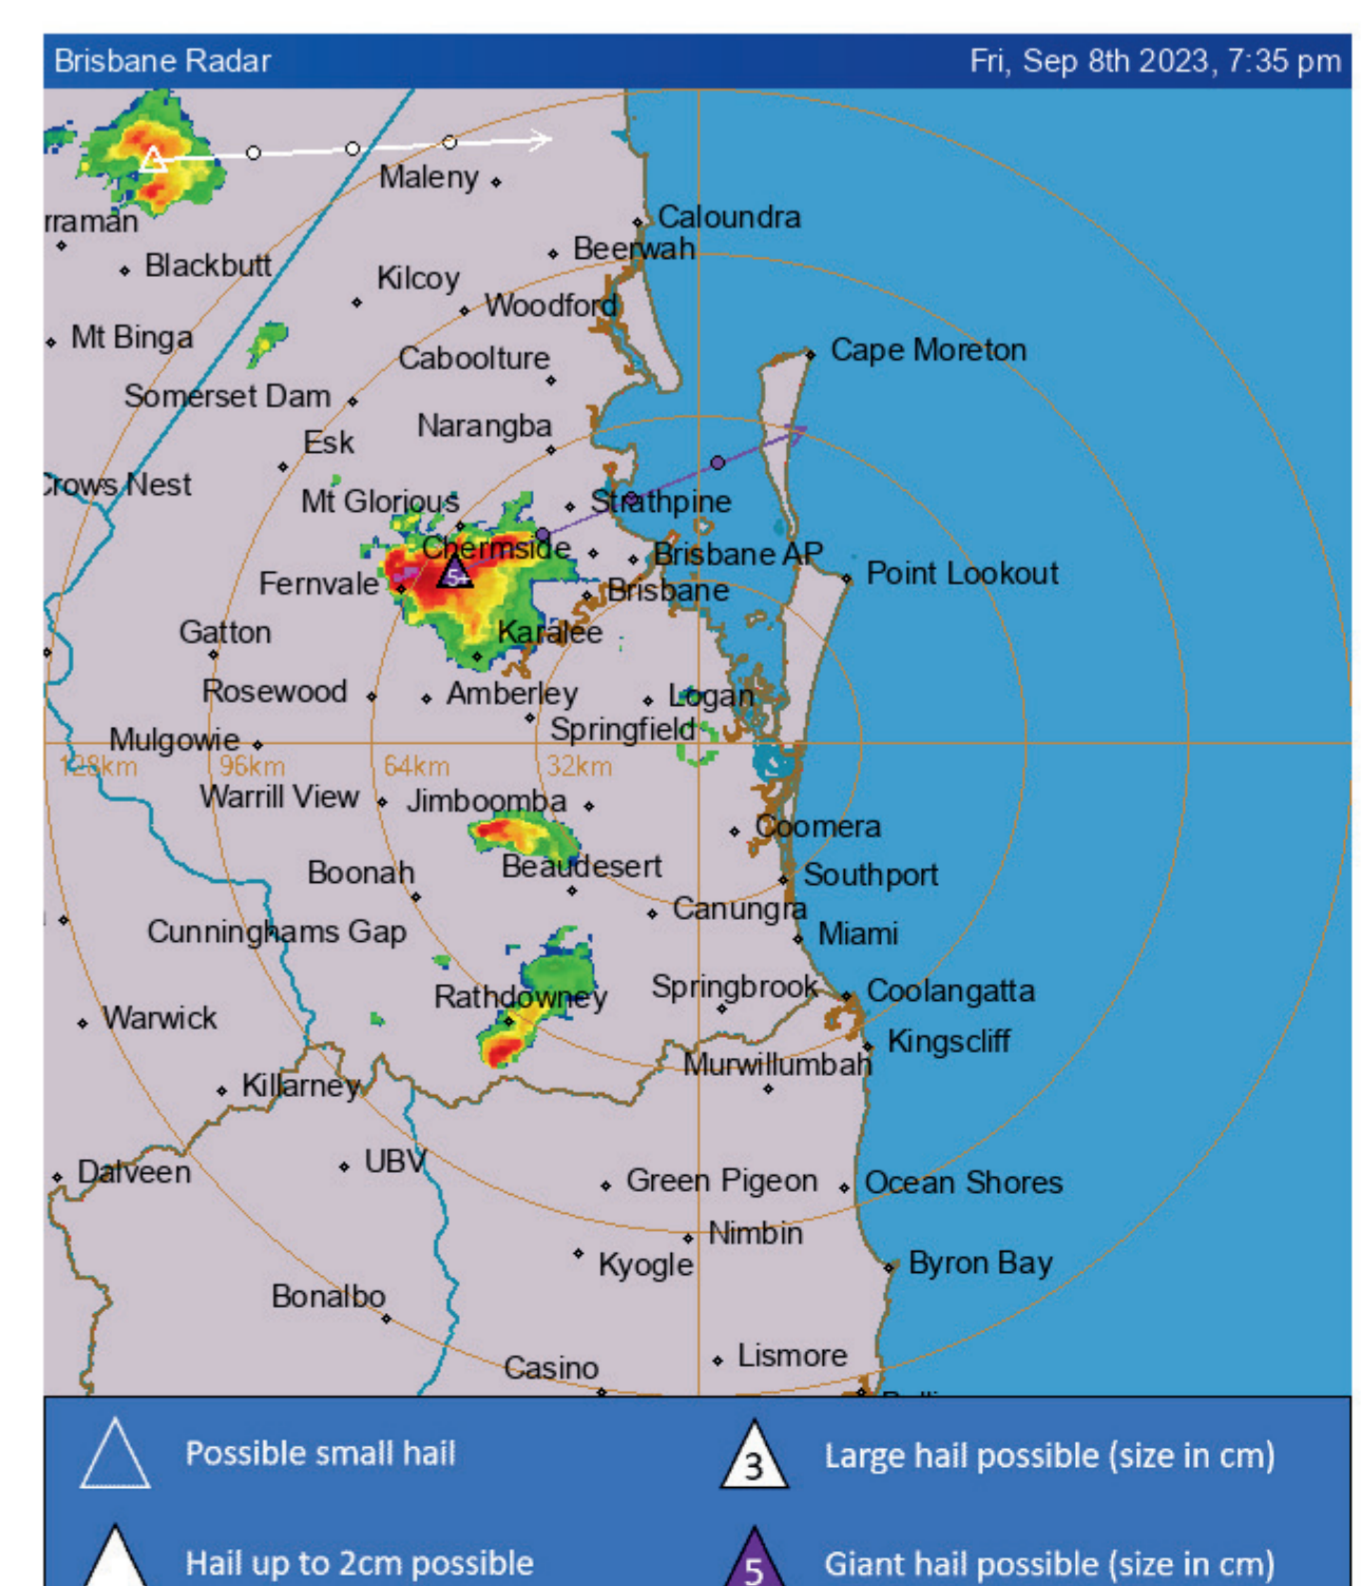 Brisbane Radar
Fri, Sep 8th 2023, 7:35 pm
Maleny
rraman
Caloundra
Blackbutt
Beerwah
Kilcoy
Woodford
Mt Binga
Caboolture
Cape Moreton
Somerset Dam
Narangba
Esk
Crows Nest
Mt Glorious
Strathpine
Chermside
Brisbane AP
5+
Fernvale
Brisbane
Point Lookout
Gatton
Karalee
Rosewood
Amberley
Logan
Springfield
Mulgowie
128km
96km
64km
32km
Warrill View
Jimboomba
Coomera
Boonah
Beaudesert
Southport
Canungra
Cunninghams Gap
Miami
Rathdowney
Springbrook
Coolangatta
Warwick
Kingscliff
Murwillumbah
Killarney
Dalveen
UBV
Green Pigeon
Ocean Shores
Nimbin
Kyogle
Byron Bay
Bonalbo
Casino
Lismore
Possible small hail
3
Large hail possible (size in cm)
Hail up to 2cm possible
5
Giant hail possible (size in cm)